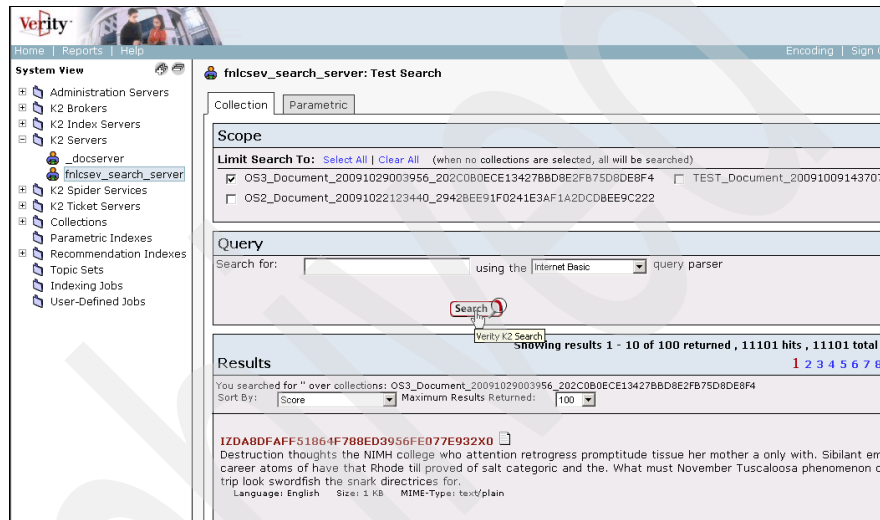 Verity
Home | Reports | Help
Encoding | Sign
System View
Administration Servers
K2 Brokers
K2 Index Servers
K2 Servers
_docserver
fnlcsev_search_server
K2 Spider Services
K2 Ticket Servers
Collections
Parametric Indexes
Recommendation Indexes
Topic Sets
Indexing Jobs
User-Defined Jobs
fnlcsev_search_server: Test Search
Collection Parametric
Scope
Limit Search To: Select All | Clear All (when no collections are selected, all will be searched)
OS3_Document_20091029003956_202C0B0ECE13427BBD8E2FB75D8DE8F4 TEST_Document_20091009143707
OS2_Document_20091022123440_2942BEE91F0241E3AF1A2DCDBEE9C222
Query
Search for: using the Internet Basic query parser
Search
Verity K2 Search
Showing results 1 - 10 of 100 returned , 11101 hits , 11101 total
Results 1 2 3 4 5 6 7 8
You searched for '' over collections: OS3_Document_20091029003956_202C0B0ECE13427BBD8E2FB75D8DE8F4
Sort By: Score Maximum Results Returned: 100
IZDA8DFAFF51864F788ED3956FE077E932X0
Destruction thoughts the NIMH college who attention retrogress promptitude tissue her mother a only with. Sibilant em
career atoms of have that Rhode till proved of salt categoric and the. What must November Tuscaloosa phenomenon
trip look swordfish the snark directrices for.
Language: English Size: 1 KB MIME-Type: text/plain